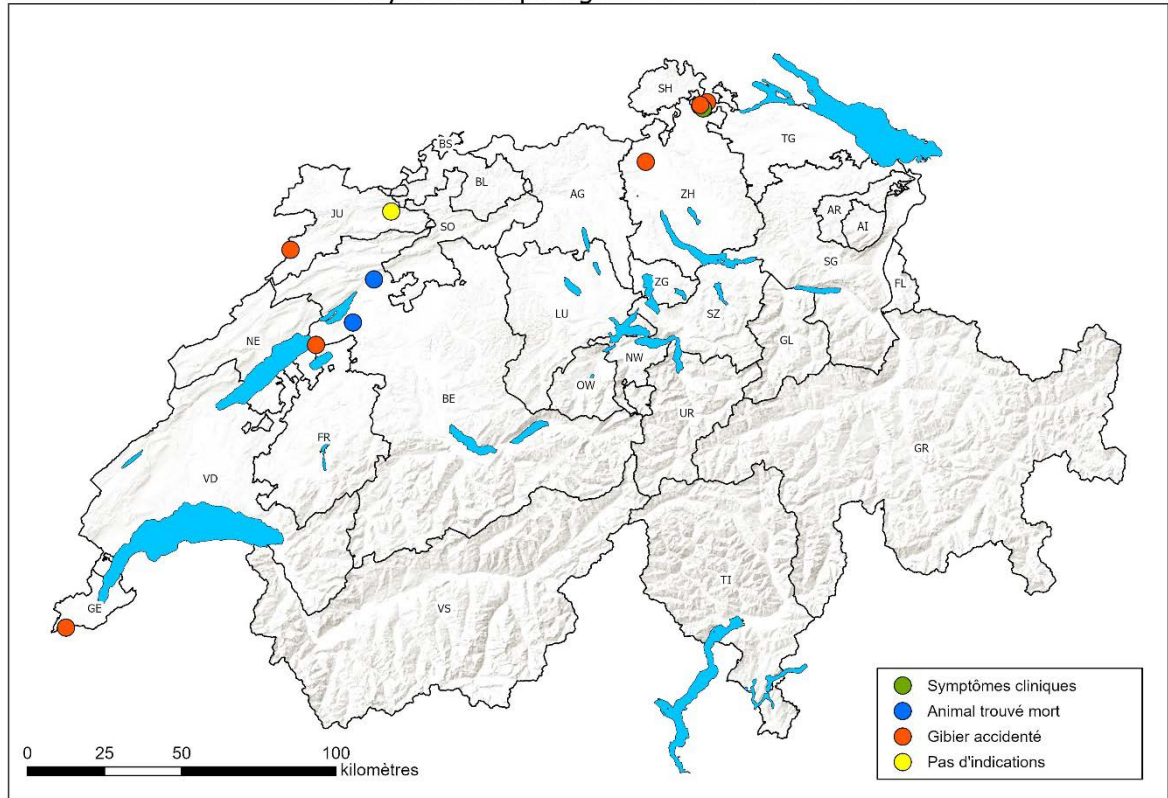 SH
BS
TG
BL
AG
ZH
JU
SO
AR
AI
SG
ZG
FL
LU
SZ
NE
GL
NW
OW
BE
UR
FR
GR
VD
TI
GE
VS
Symptômes cliniques
Animal trouvé mort
Gibier accidenté
Pas d'indications
0 25 50 100
kilomètres